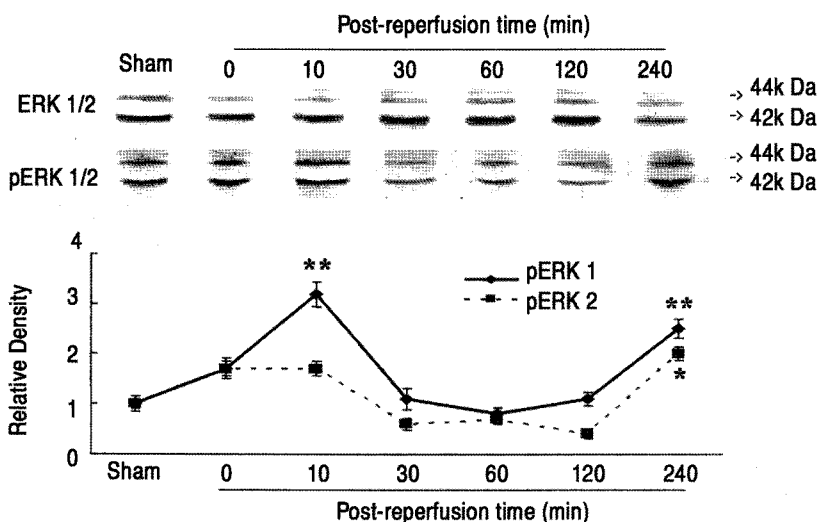 Post-reperfusion time (min)
Sham 0 10 30 60 120 240
ERK 1/2
-> 44k Da
-> 42k Da
pERK 1/2
-> 44k Da
-> 42k Da
Relative Density
4
3
2
1
0
**
pERK 1
pERK 2
**
*
Sham 0 10 30 60 120 240
Post-reperfusion time (min)